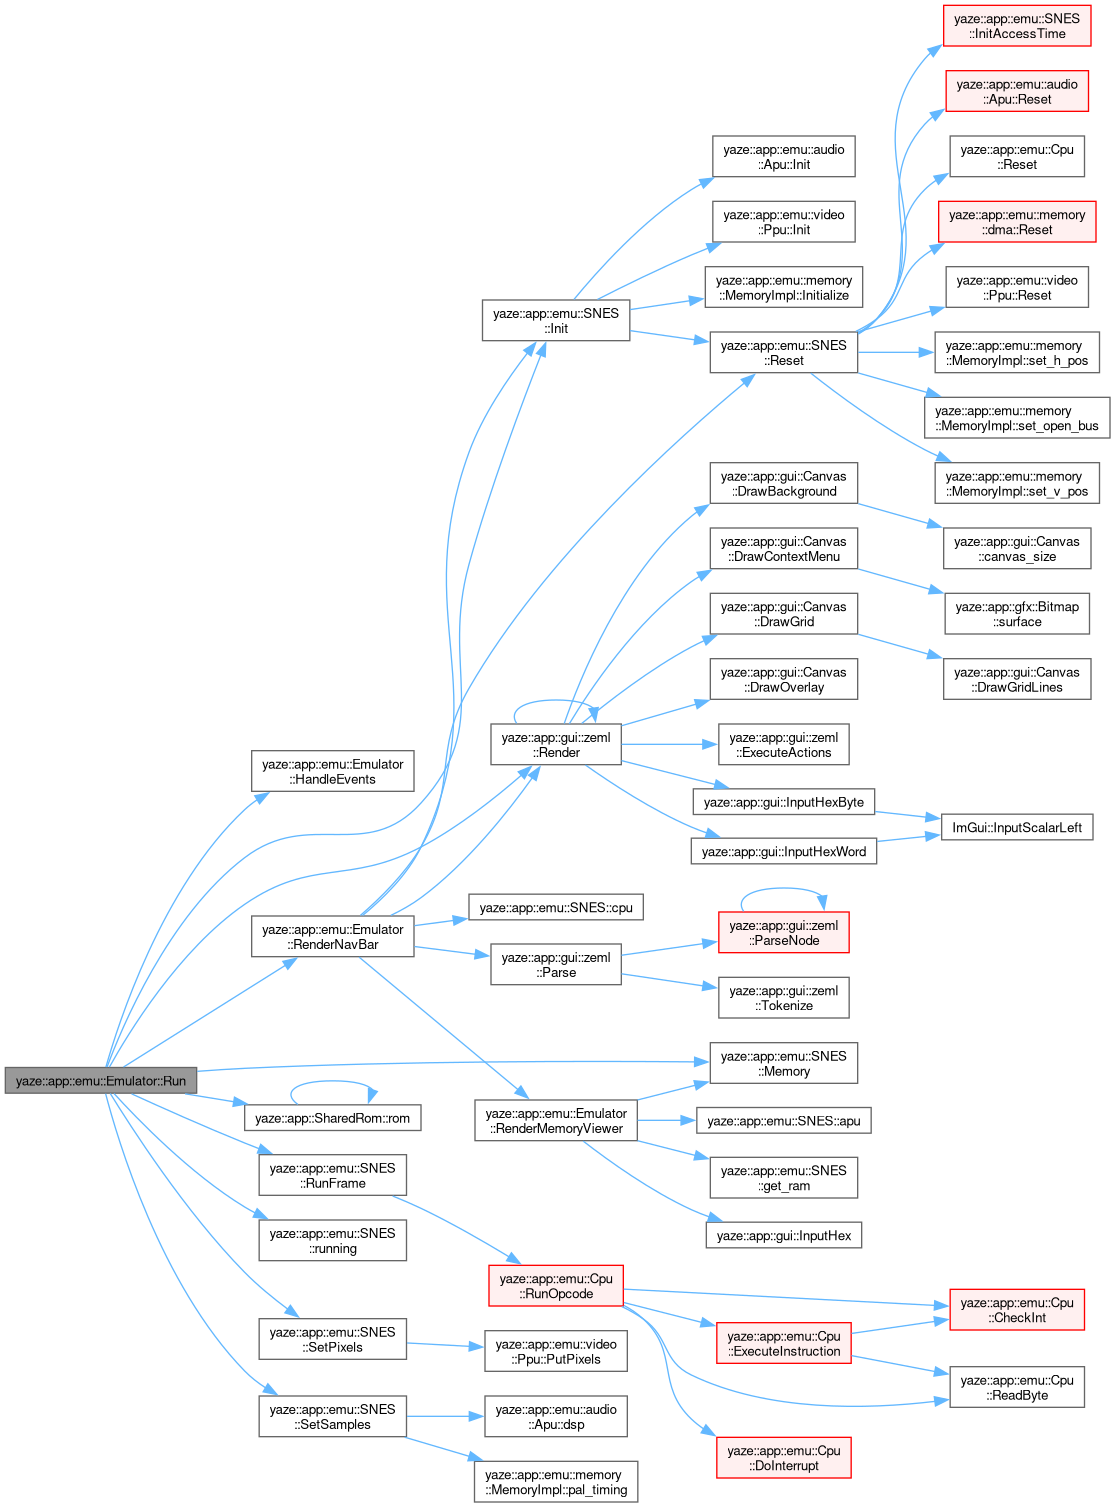 yaze::app::emu::SNES
::InitAccessTime
yaze::app::emu::audio
::Apu::Reset
yaze::app::emu::audio
::Apu::Init
yaze::app::emu::Cpu
::Reset
yaze::app::emu::video
::Ppu::Init
yaze::app::emu::memory
::dma::Reset
yaze::app::emu::memory
::MemoryImpl::Initialize
yaze::app::emu::video
::Ppu::Reset
yaze::app::emu::SNES
::Init
yaze::app::emu::SNES
::Reset
yaze::app::emu::memory
::MemoryImpl::set_h_pos
yaze::app::emu::memory
::MemoryImpl::set_open_bus
yaze::app::gui::Canvas
::DrawBackground
yaze::app::emu::memory
::MemoryImpl::set_v_pos
yaze::app::gui::Canvas
::DrawContextMenu
yaze::app::gui::Canvas
::canvas_size
yaze::app::gui::Canvas
::DrawGrid
yaze::app::gfx::Bitmap
::surface
yaze::app::gui::Canvas
::DrawOverlay
yaze::app::gui::Canvas
::DrawGridLines
yaze::app::gui::zeml
::Render
yaze::app::gui::zeml
::ExecuteActions
yaze::app::emu::Emulator
::HandleEvents
yaze::app::gui::InputHexByte
ImGui::InputScalarLeft
yaze::app::gui::InputHexWord
yaze::app::emu::SNES::cpu
yaze::app::emu::Emulator
::RenderNavBar
yaze::app::gui::zeml
::ParseNode
yaze::app::gui::zeml
::Parse
yaze::app::gui::zeml
::Tokenize
yaze::app::emu::SNES
::Memory
yaze::app::emu::Emulator::Run
yaze::app::SharedRom::rom
yaze::app::emu::Emulator
::RenderMemoryViewer
yaze::app::emu::SNES::apu
yaze::app::emu::SNES
::RunFrame
yaze::app::emu::SNES
::get_ram
yaze::app::emu::SNES
::running
yaze::app::gui::InputHex
yaze::app::emu::Cpu
::RunOpcode
yaze::app::emu::Cpu
::CheckInt
yaze::app::emu::SNES
::SetPixels
yaze::app::emu::Cpu
::ExecuteInstruction
yaze::app::emu::video
::Ppu::PutPixels
yaze::app::emu::Cpu
::ReadByte
yaze::app::emu::SNES
::SetSamples
yaze::app::emu::audio
::Apu::dsp
yaze::app::emu::Cpu
::DoInterrupt
yaze::app::emu::memory
::MemoryImpl::pal_timing